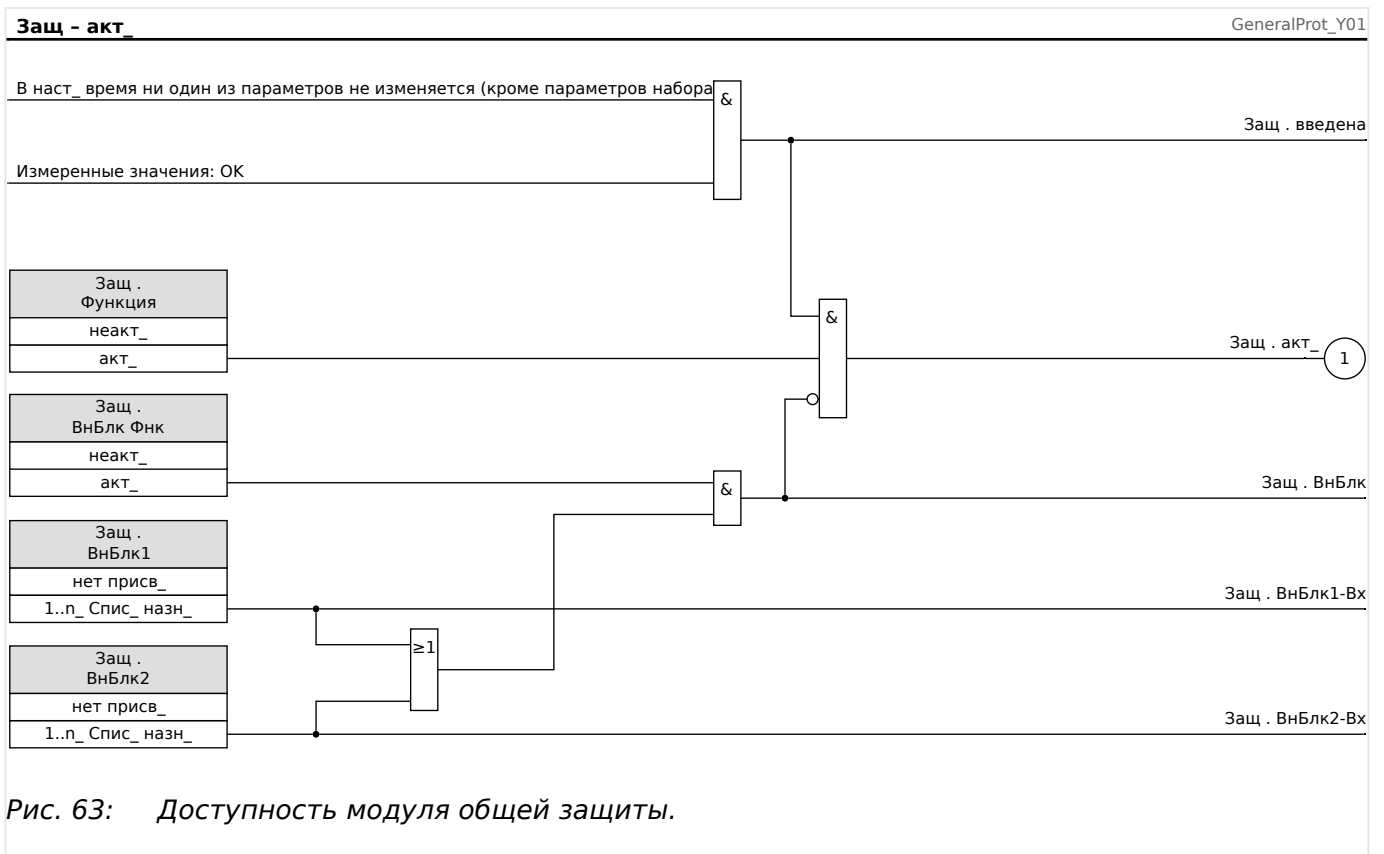 Защ – акт_
GeneralProt_Y01
В наст_ время ни один из параметров не изменяется (кроме параметров набора
&
Защ . введена
Измеренные значения: OK
Защ .
Функция
неакт_
акт_
&
Защ . акт_
1
Защ .
ВнБлк Фнк
неакт_
акт_
&
Защ . ВнБлк
Защ .
ВнБлк1
нет присв_
1..n_ Спис_ назн_
Защ . ВнБлк1-Вх
≥1
Защ .
ВнБлк2
нет присв_
1..n_ Спис_ назн_
Защ . ВнБлк2-Вх
Рис. 63: Доступность модуля общей защиты.